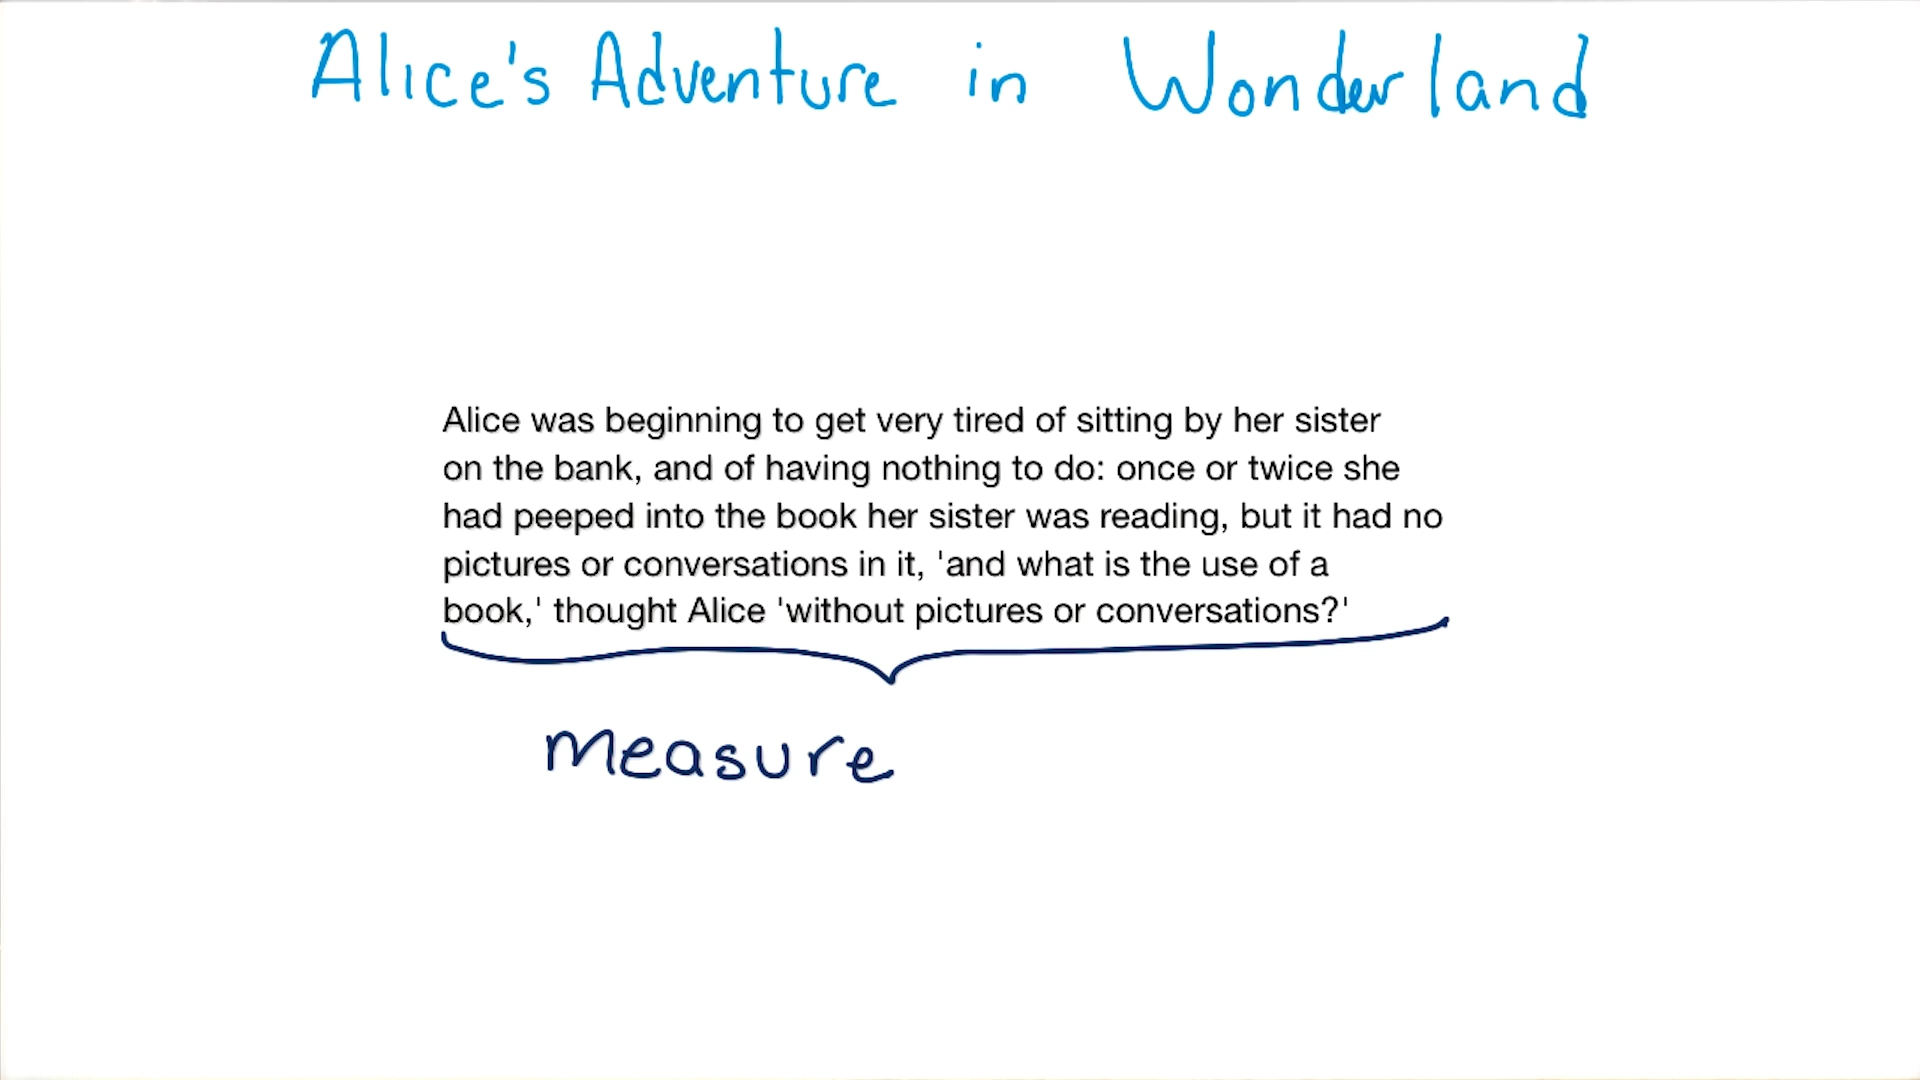 Alice's Adventure in Wonderland
Alice was beginning to get very tired of sitting by her sister
on the bank, and of having nothing to do: once or twice she
had peeped into the book her sister was reading, but it had no
pictures or conversations in it, 'and what is the use of a
book,' thought Alice 'without pictures or conversations?'
measure